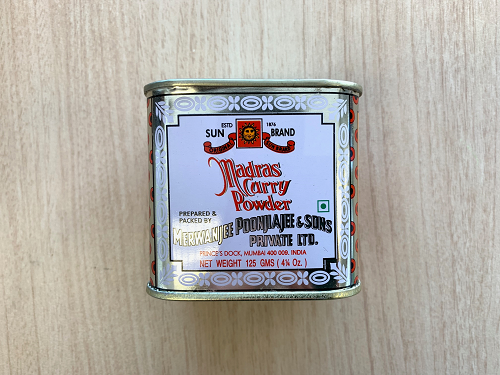 ESTD 1876
SUN BRAND
Madras
Curry
Powder
PREPARED &
PACKED BY
MERWANJEE POONJIAJEE & SONS
PRIVATE LTD.
PRINCE'S DOCK, MUMBAI 400 009. INDIA
NET WEIGHT 125 GMS ( 4¼ Oz. )